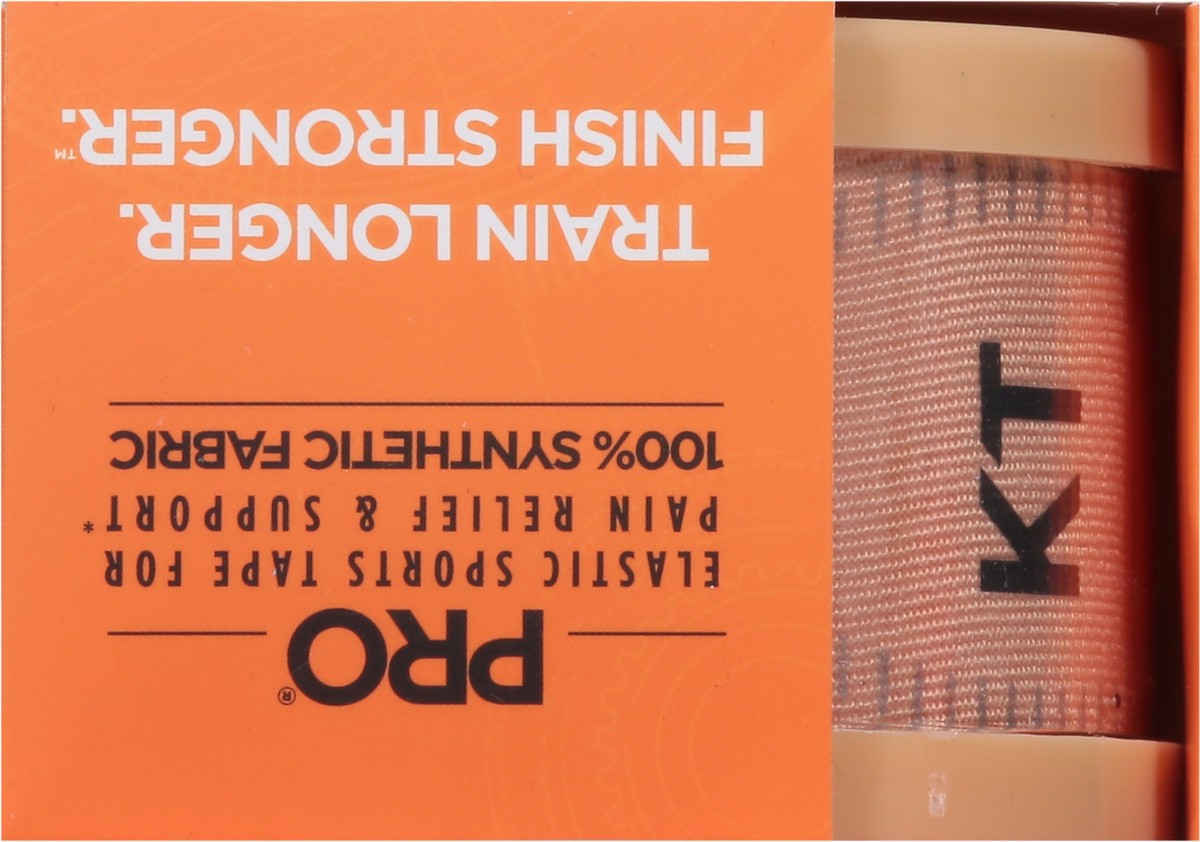 PRO®
ELASTIC SPORTS TAPE FOR
PAIN RELIEF & SUPPORT*
100% SYNTHETIC FABRIC
TRAIN LONGER.
FINISH STRONGER.™
KT